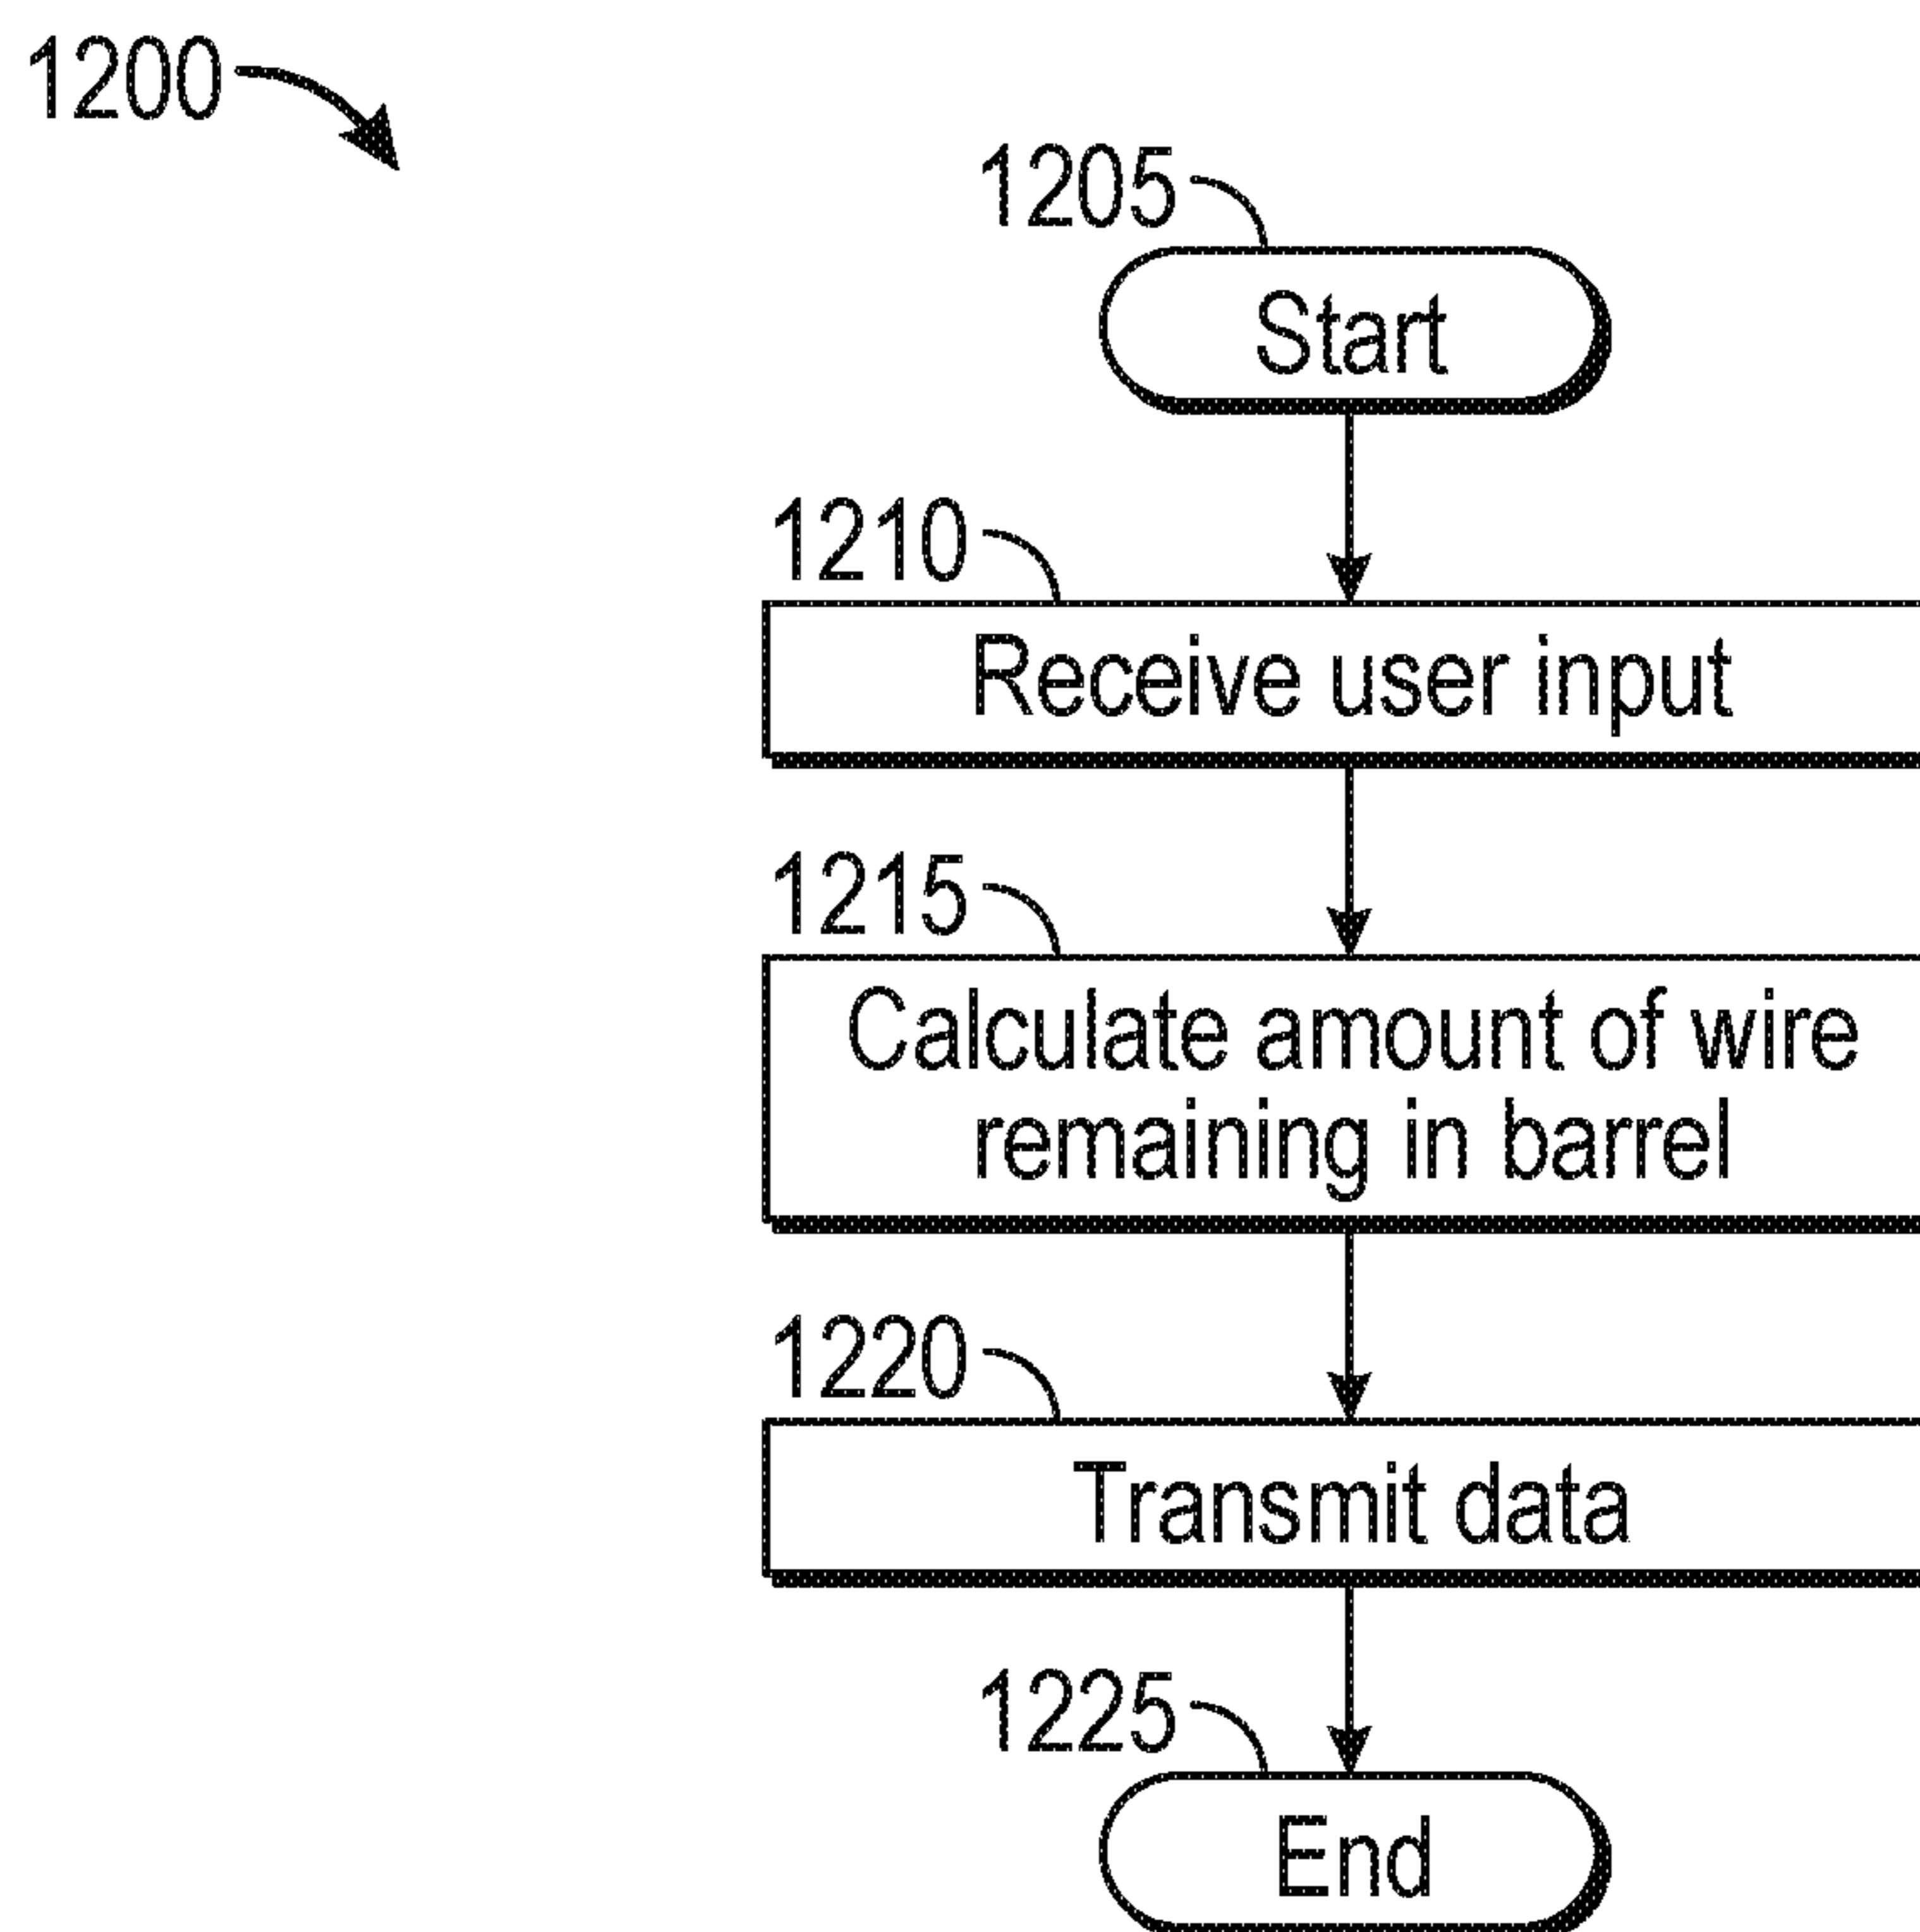 1200
1205
Start
1210
Receive user input
1215
Calculate amount of wire
remaining in barrel
1220
Transmit data
1225
End